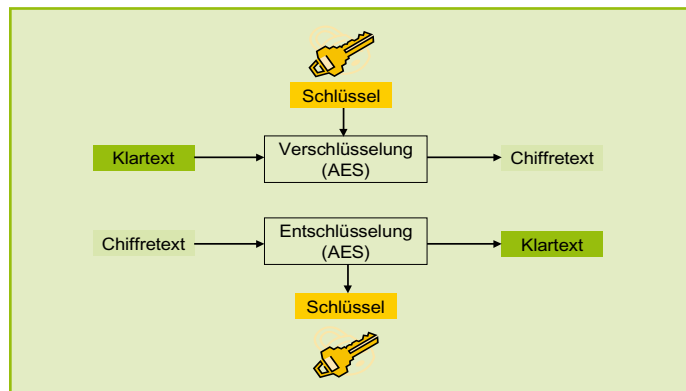 Schlüssel
Klartext
Verschlüsselung
(AES)
Chiffretext
Chiffretext
Entschlüsselung
(AES)
Klartext
Schlüssel